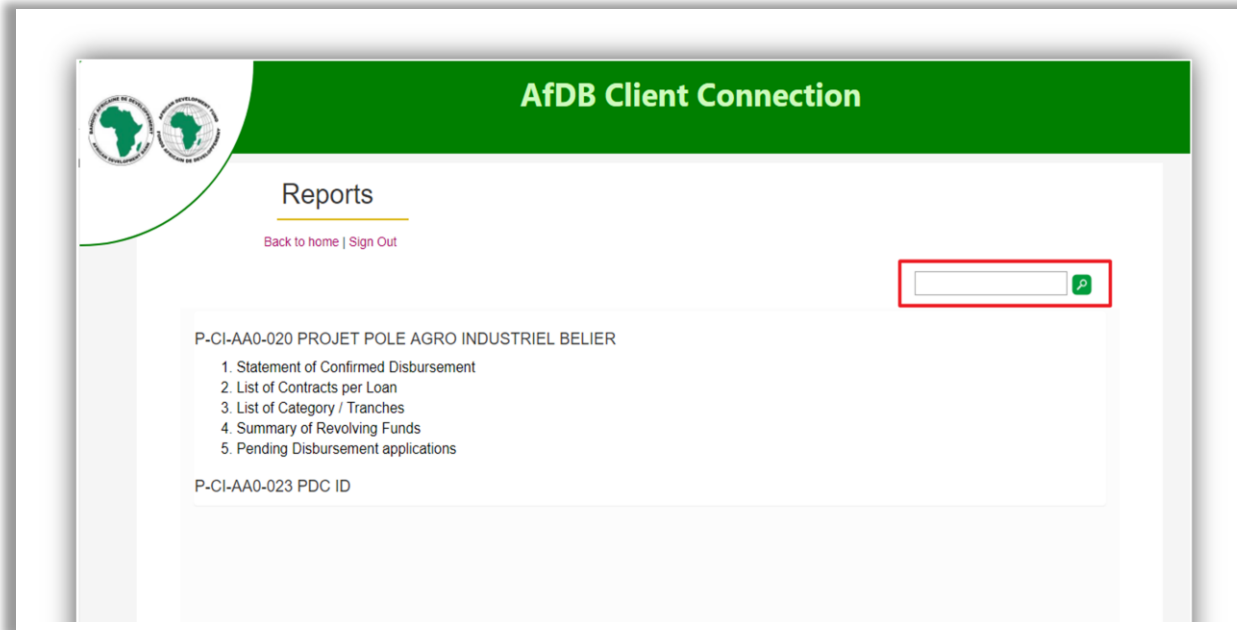 AfDB Client Connection
Reports
Back to home | Sign Out
P-CI-AA0-020 PROJET POLE AGRO INDUSTRIEL BELIER
1. Statement of Confirmed Disbursement
2. List of Contracts per Loan
3. List of Category / Tranches
4. Summary of Revolving Funds
5. Pending Disbursement applications
P-CI-AA0-023 PDC ID